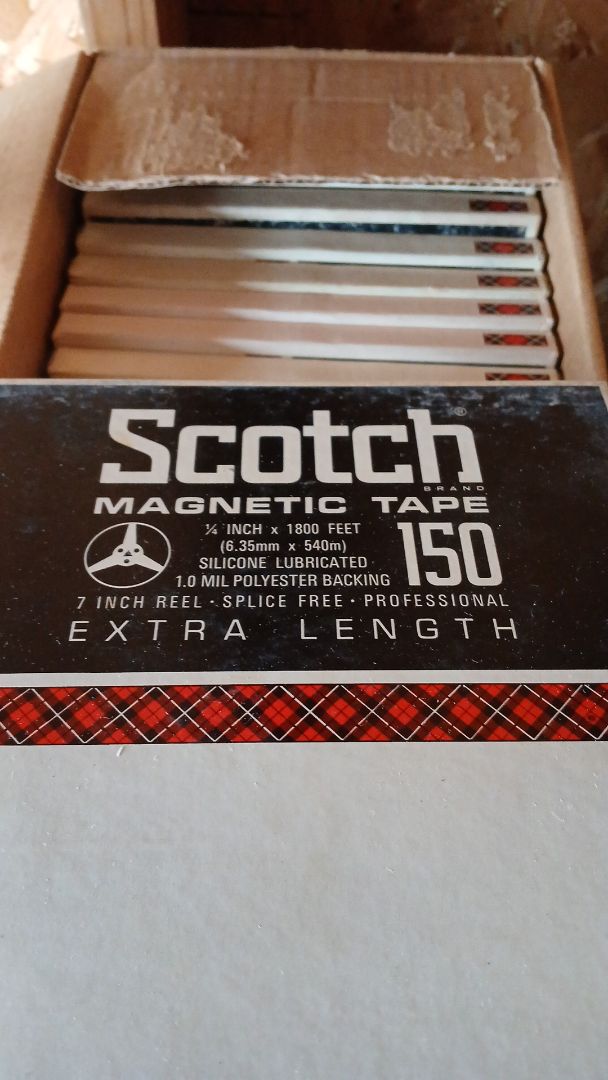 Scotch®
BRAND
MAGNETIC TAPE
¼ INCH x 1800 FEET
(6.35mm x 540m)
SILICONE LUBRICATED
1.0 MIL POLYESTER BACKING
150
7 INCH REEL · SPLICE FREE · PROFESSIONAL
EXTRA LENGTH